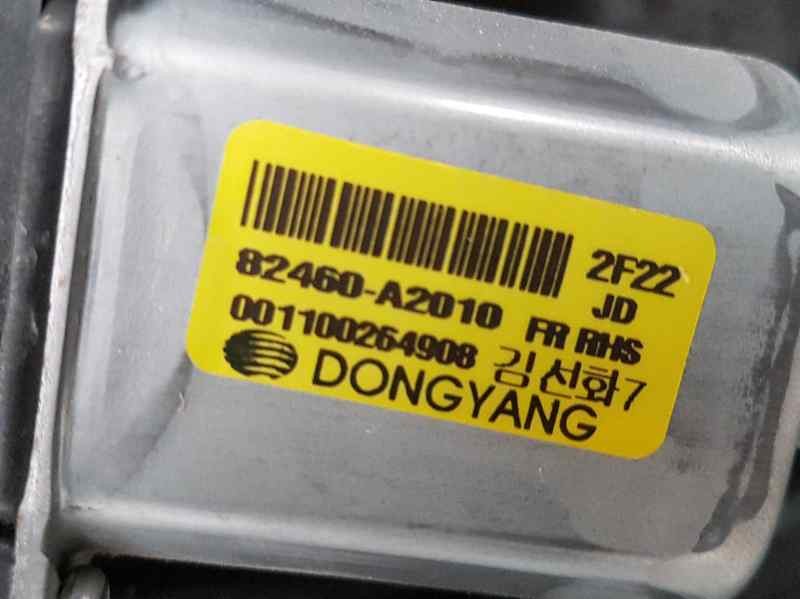 82460-A2010 2F22
JD
001100264908 FR RHS
김선화7
DONGYANG